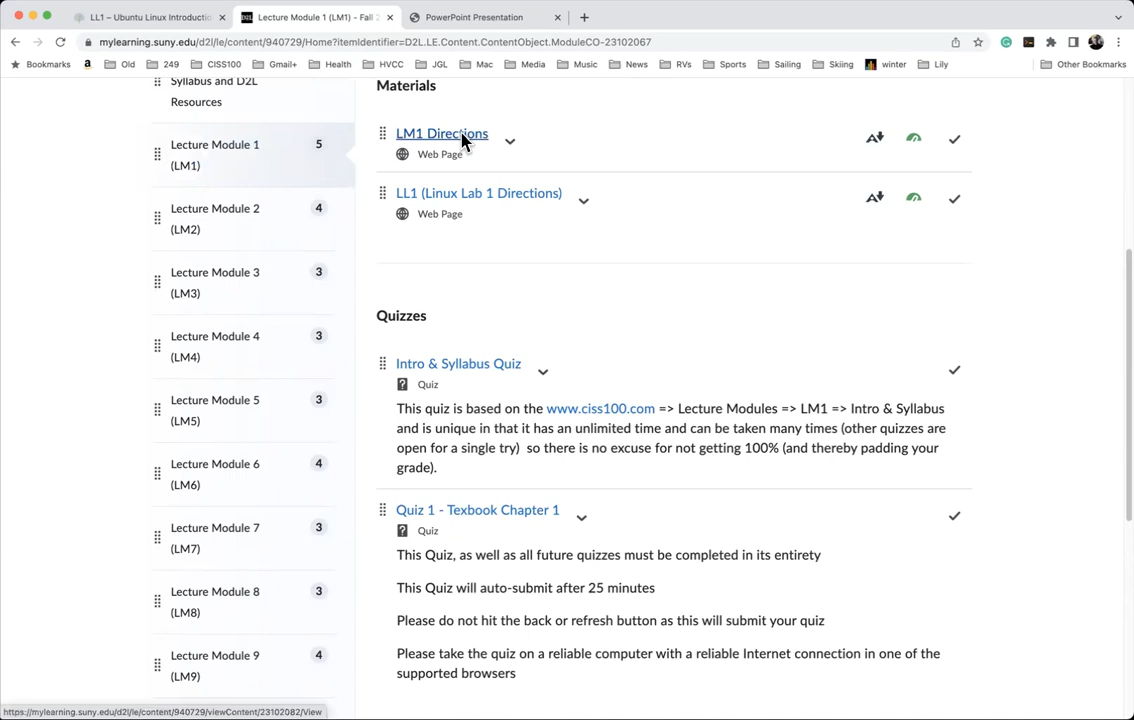 LL1 – Ubuntu Linux Introducti
Lecture Module 1 (LM1) - Fall 2
PowerPoint Presentation
mylearning.suny.edu/d2l/le/content/940729/Home?itemIdentifier=D2L.LE.Content.ContentObject.ModuleCO-23102067
Bookmarks
Old
249
CISS100
Gmail+
Health
HVCC
JGL
Mac
Media
Music
News
RVs
Sports
Sailing
Skiing
winter
Lily
Other Bookmarks
Syllabus and D2L
Resources
Lecture Module 1
(LM1)
5
Lecture Module 2
(LM2)
4
Lecture Module 3
(LM3)
3
Lecture Module 4
(LM4)
3
Lecture Module 5
(LM5)
3
Lecture Module 6
(LM6)
4
Lecture Module 7
(LM7)
3
Lecture Module 8
(LM8)
3
Lecture Module 9
(LM9)
4
Materials
LM1 Directions
Web Page
LL1 (Linux Lab 1 Directions)
Web Page
Quizzes
Intro & Syllabus Quiz
Quiz
This quiz is based on the www.ciss100.com => Lecture Modules => LM1 => Intro & Syllabus
and is unique in that it has an unlimited time and can be taken many times (other quizzes are
open for a single try) so there is no excuse for not getting 100% (and thereby padding your
grade).
Quiz 1 - Texbook Chapter 1
Quiz
This Quiz, as well as all future quizzes must be completed in its entirety
This Quiz will auto-submit after 25 minutes
Please do not hit the back or refresh button as this will submit your quiz
Please take the quiz on a reliable computer with a reliable Internet connection in one of the
supported browsers
https://mylearning.suny.edu/d2l/le/content/940729/viewContent/23102082/View